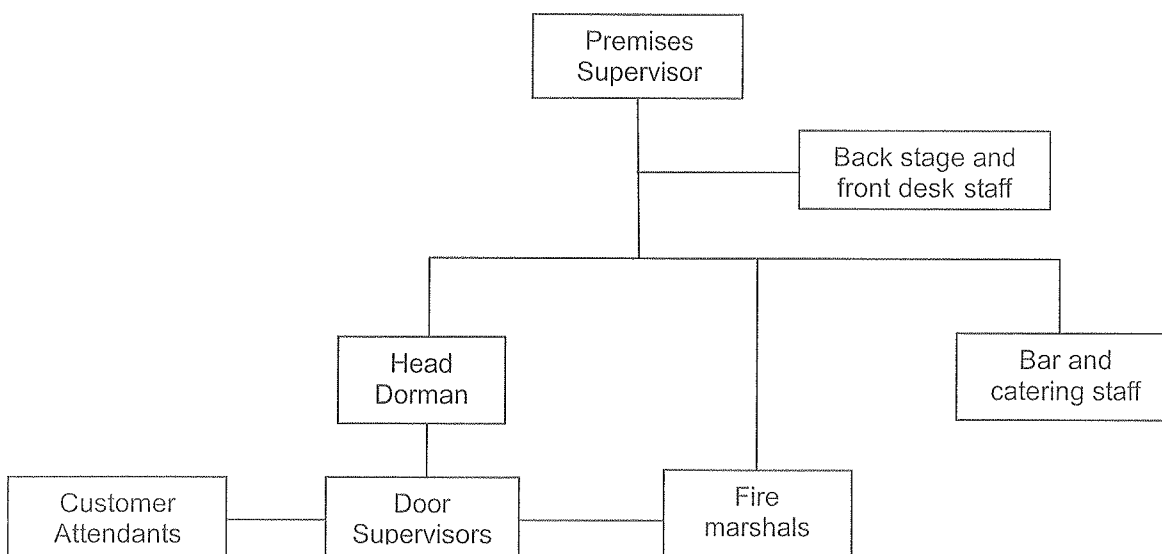 Premises
Supervisor
Back stage and
front desk staff
Head
Dorman
Bar and
catering staff
Customer
Attendants
Door
Supervisors
Fire
marshals